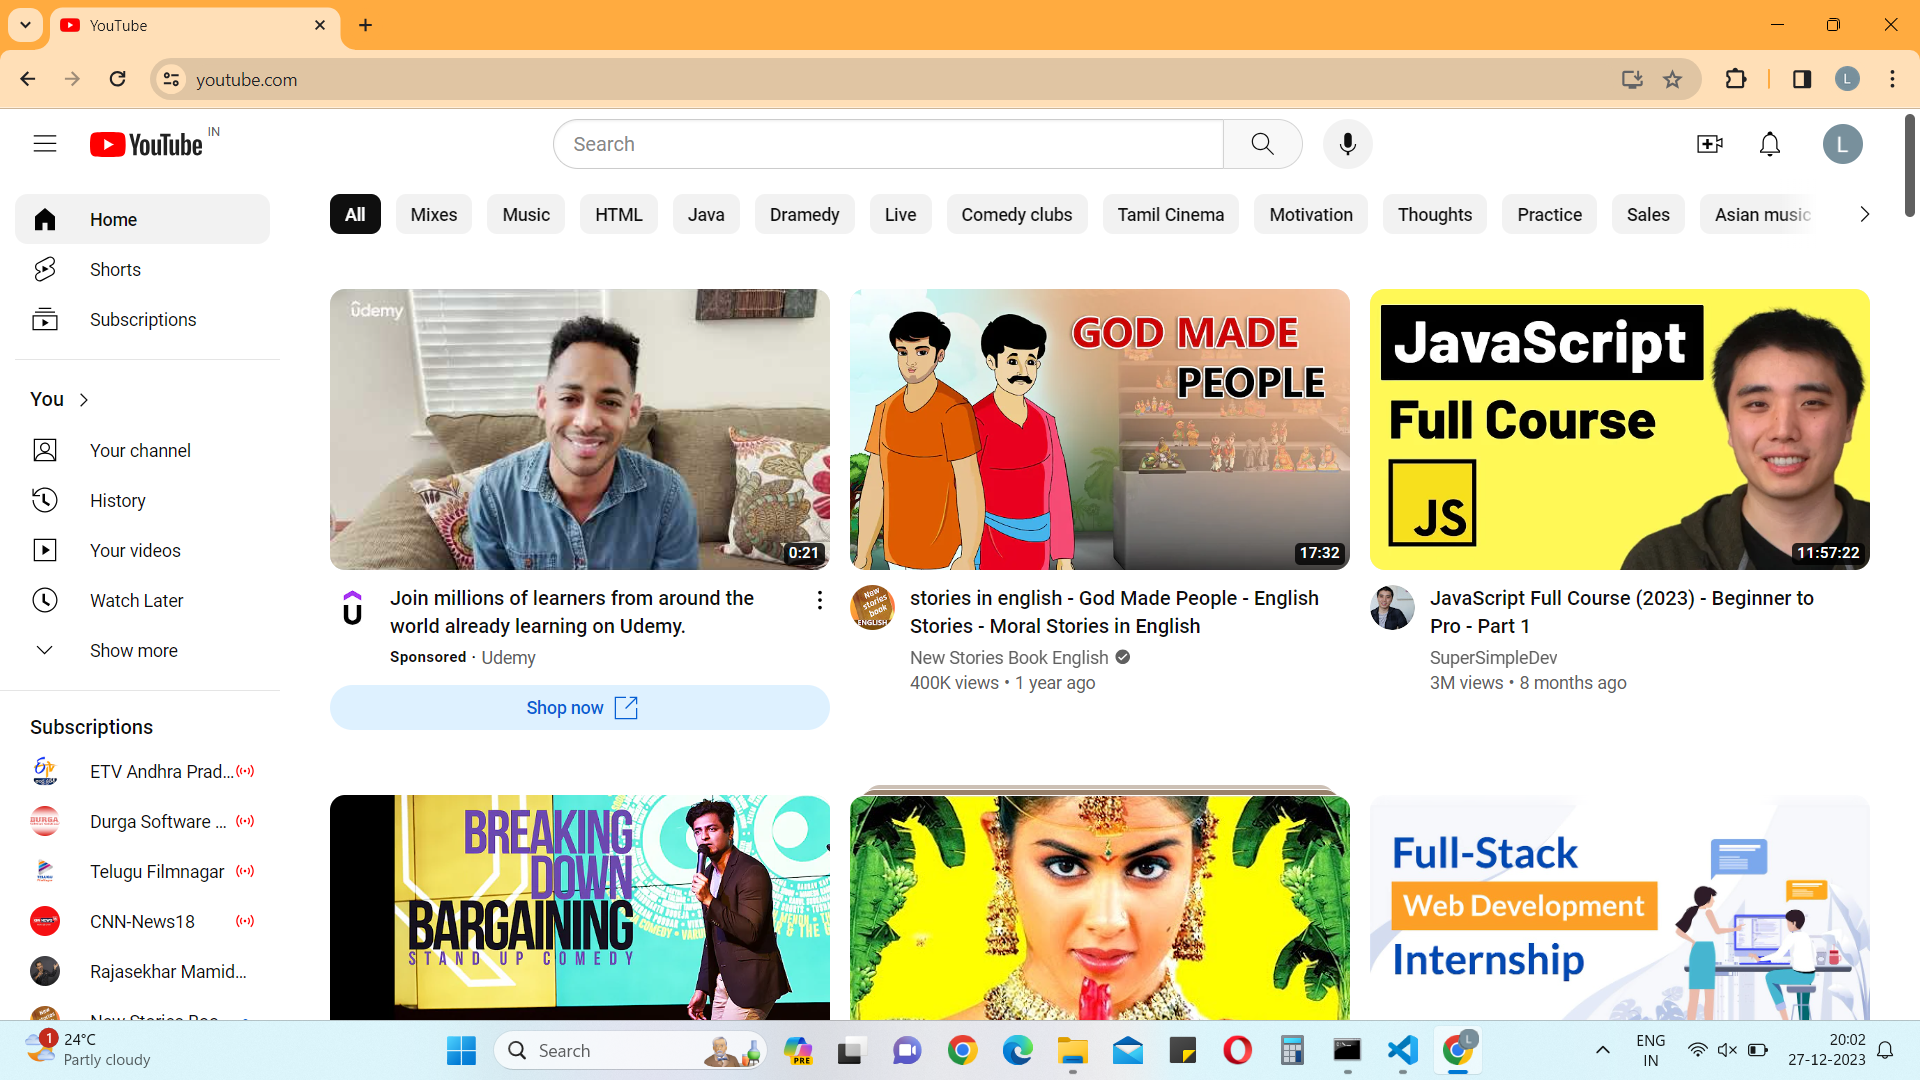 YouTube
youtube.com
L
YouTube IN
Search
L
Home
Shorts
Subscriptions
You
Your channel
History
Your videos
Watch Later
Show more
Subscriptions
ETV Andhra Prad...
Durga Software ...
Telugu Filmnagar
CNN-News18
Rajasekhar Mamid...
All
Mixes
Music
HTML
Java
Dramedy
Live
Comedy clubs
Tamil Cinema
Motivation
Thoughts
Practice
Sales
Asian music
ûdemy
0:21
Join millions of learners from around the
world already learning on Udemy.
Sponsored · Udemy
Shop now
GOD MADE
PEOPLE
17:32
New
stories
book
ENGLISH
stories in english - God Made People - English
Stories - Moral Stories in English
New Stories Book English
400K views • 1 year ago
JavaScript
Full Course
JS
11:57:22
JavaScript Full Course (2023) - Beginner to
Pro - Part 1
SuperSimpleDev
3M views • 8 months ago
BREAKING
DOWN
BARGAINING
STAND UP COMEDY
Full-Stack
Web Development
Internship
1
24°C
Partly cloudy
Search
PRE
L
ENG
IN
20:02
27-12-2023